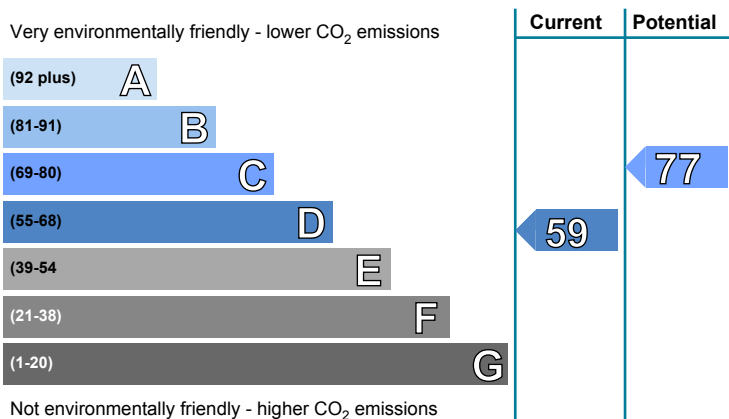 Current Potential
Very environmentally friendly - lower CO2 emissions
(92 plus) A
(81-91) B
(69-80) C
77
(55-68) D
59
(39-54 E
(21-38) F
(1-20) G
Not environmentally friendly - higher CO2 emissions